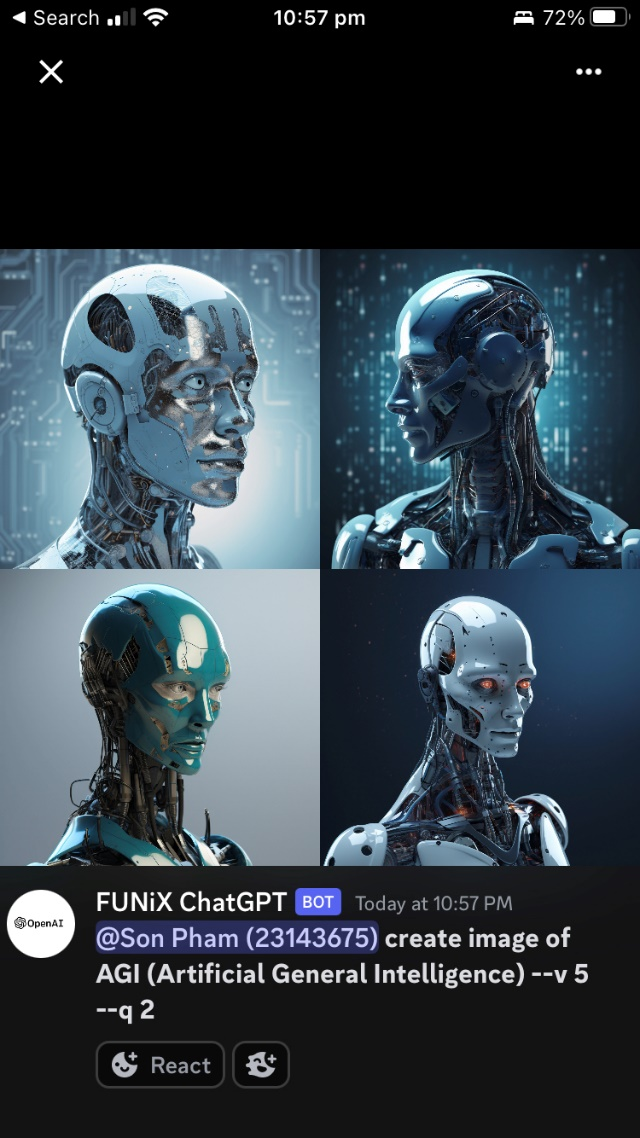 Search 10:57 pm 72%
FUNiX ChatGPT BOT Today at 10:57 PM
OpenAI
@Son Pham (23143675) create image of
AGI (Artificial General Intelligence) --v 5
--q 2
React